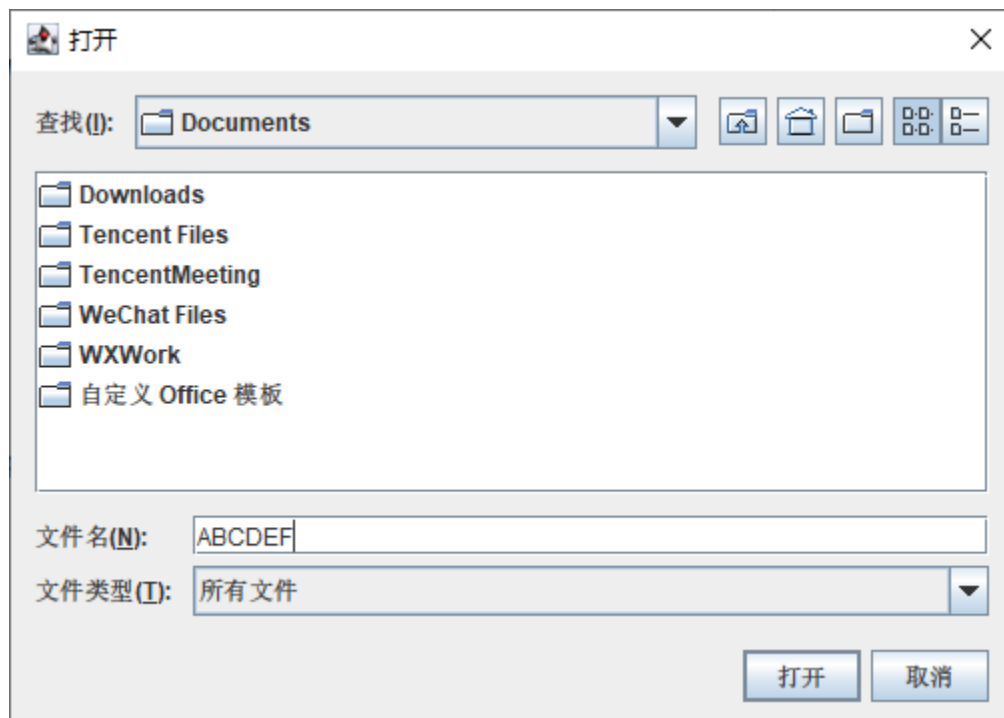 打开
查找(I): Documents
Downloads
Tencent Files
TencentMeeting
WeChat Files
WXWork
自定义 Office 模板
文件名(N): ABCDEF
文件类型(T): 所有文件
打开 取消